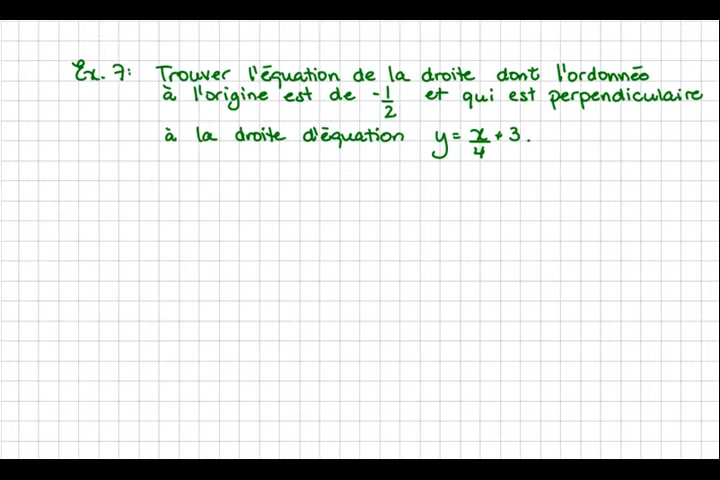 Ex. 7: Trouver l'équation de la droite dont l'ordonnée
à l'origine est de -1/2 et qui est perpendiculaire
à la droite d'équation y = x/4 + 3.